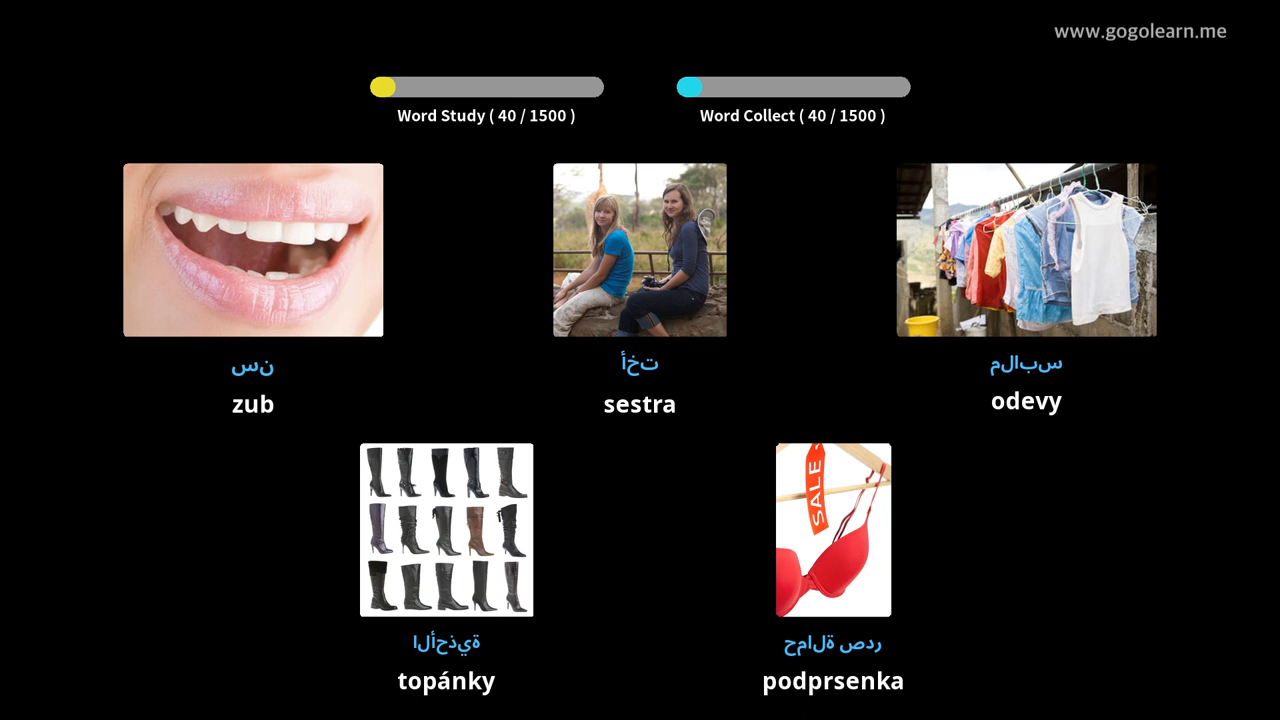 www.gogolearn.me
Word Study ( 40 / 1500 )
Word Collect ( 40 / 1500 )
سن
zub
أخت
sestra
ملابس
odevy
الأحذية
topánky
حمالة صدر
podprsenka
SALE